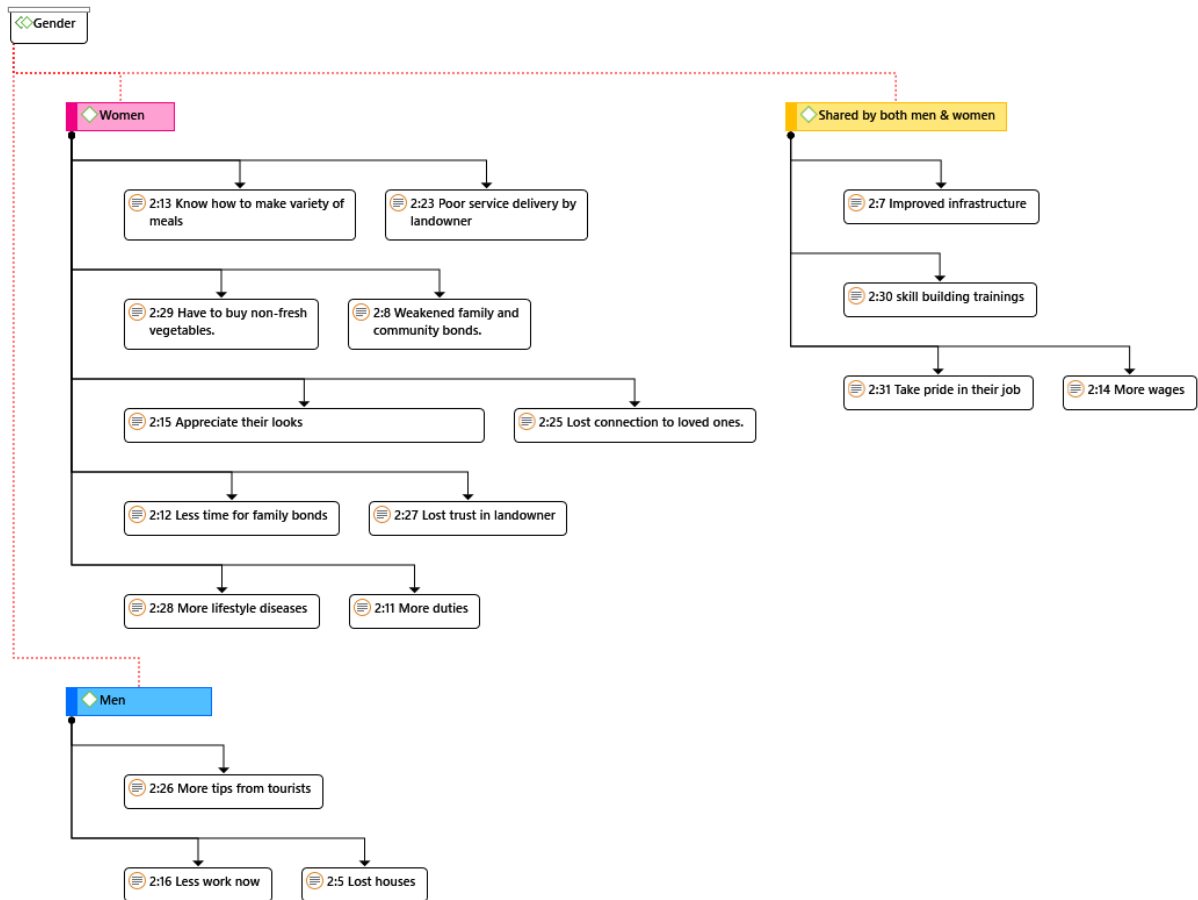 Gender
Women
Shared by both men & women
2:13 Know how to make variety of
meals
2:23 Poor service delivery by
landowner
2:7 Improved infrastructure
2:29 Have to buy non-fresh
vegetables.
2:8 Weakened family and
community bonds.
2:30 skill building trainings
2:31 Take pride in their job
2:14 More wages
2:15 Appreciate their looks
2:25 Lost connection to loved ones.
2:12 Less time for family bonds
2:27 Lost trust in landowner
2:28 More lifestyle diseases
2:11 More duties
Men
2:26 More tips from tourists
2:16 Less work now
2:5 Lost houses